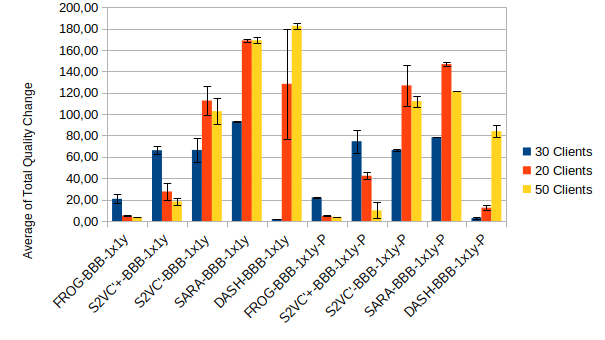 200,00
180,00
160,00
140,00
120,00
100,00
80,00
60,00
40,00
20,00
0,00
Average of Total Quality Change
FROG-BBB-1x1y
S2VC'+-BBB-1x1y
S2VC'-BBB-1x1y
SARA-BBB-1x1y
DASH-BBB-1x1y
FROG-BBB-1x1y-P
S2VC'+-BBB-1x1y-P
S2VC'-BBB-1x1y-P
SARA-BBB-1x1y-P
DASH-BBB-1x1y-P
30 Clients
20 Clients
50 Clients